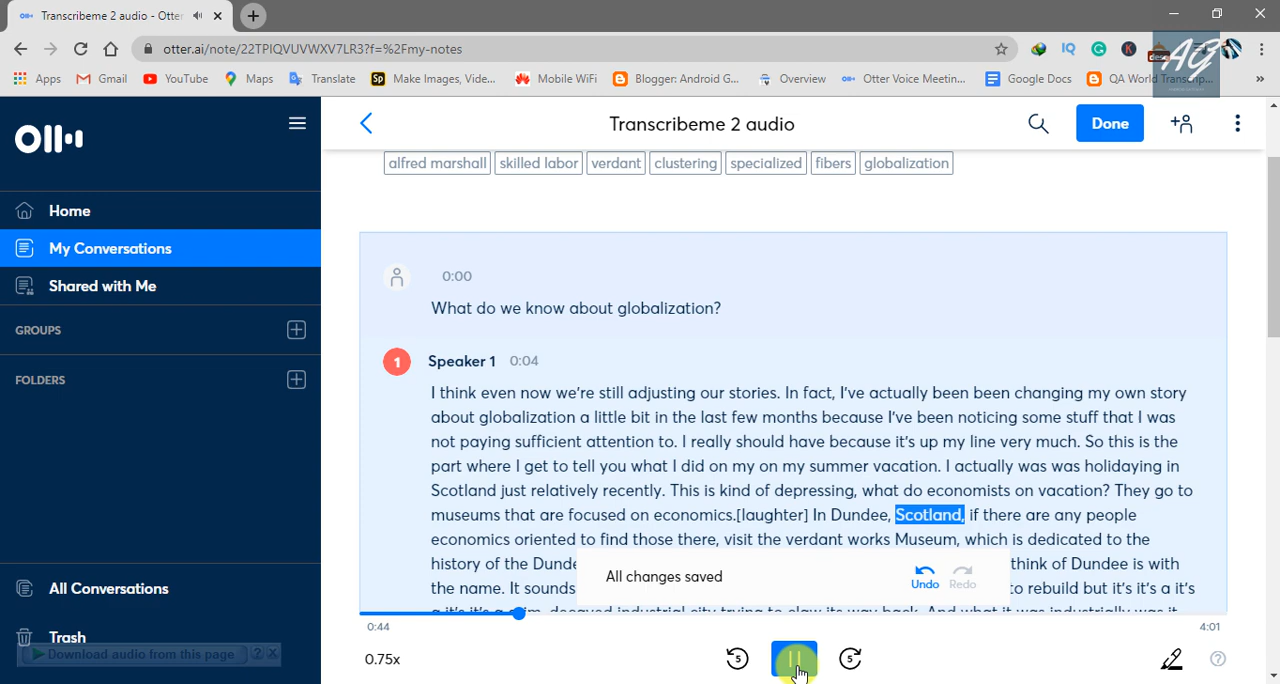 Transcribeme 2 audio - Otter
otter.ai/note/22TPIQVUVWXV7LR3?f=%2Fmy-notes
Apps Gmail YouTube Maps Translate Make Images, Vide... Mobile WiFi Blogger: Android G... Overview Otter Voice Meetin... Google Docs QA World Transcrip...
Home
My Conversations
Shared with Me
GROUPS
FOLDERS
All Conversations
Trash
Download audio from this page ? x
Transcribeme 2 audio
Done
alfred marshall skilled labor verdant clustering specialized fibers globalization
0:00
What do we know about globalization?
1 Speaker 1 0:04
I think even now we're still adjusting our stories. In fact, I've actually been been changing my own story
about globalization a little bit in the last few months because I've been noticing some stuff that I was
not paying sufficient attention to. I really should have because it's up my line very much. So this is the
part where I get to tell you what I did on my on my summer vacation. I actually was was holidaying in
Scotland just relatively recently. This is kind of depressing, what do economists on vacation? They go to
museums that are focused on economics.[laughter] In Dundee, Scotland, if there are any people
economics oriented to find those there, visit the verdant works Museum, which is dedicated to the
history of the Dunde think of Dundee is with
the name. It sounds to rebuild but it's it's a it's
All changes saved
Undo Redo
0:44 4:01
0.75x 5 5